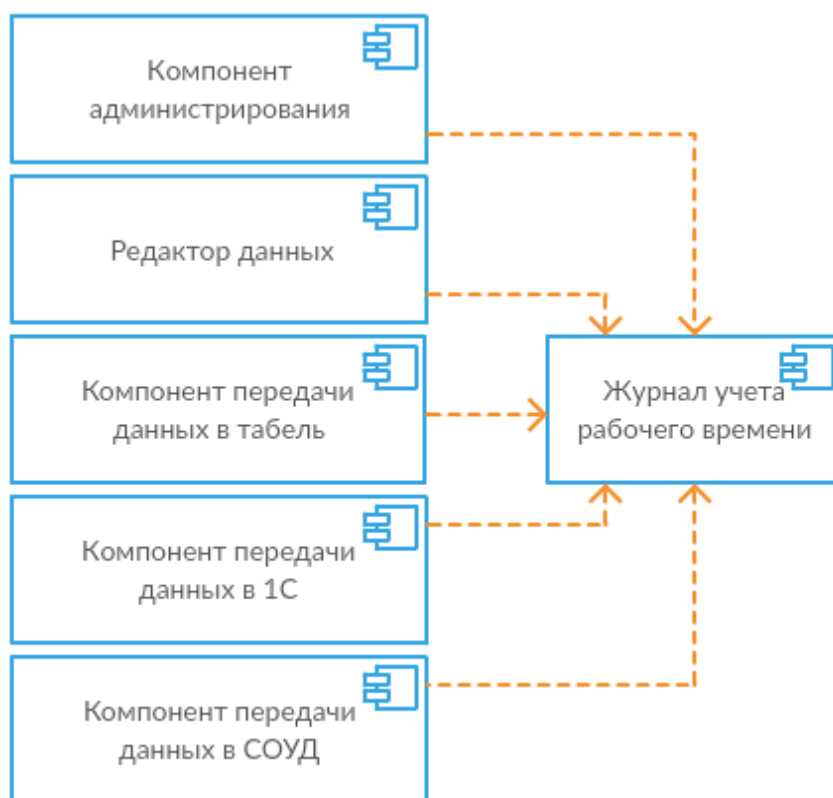 Компонент
администрирования
Редактор данных
Компонент передачи
данных в табель
Журнал учета
рабочего времени
Компонент передачи
данных в 1С
Компонент передачи
данных в СОУД